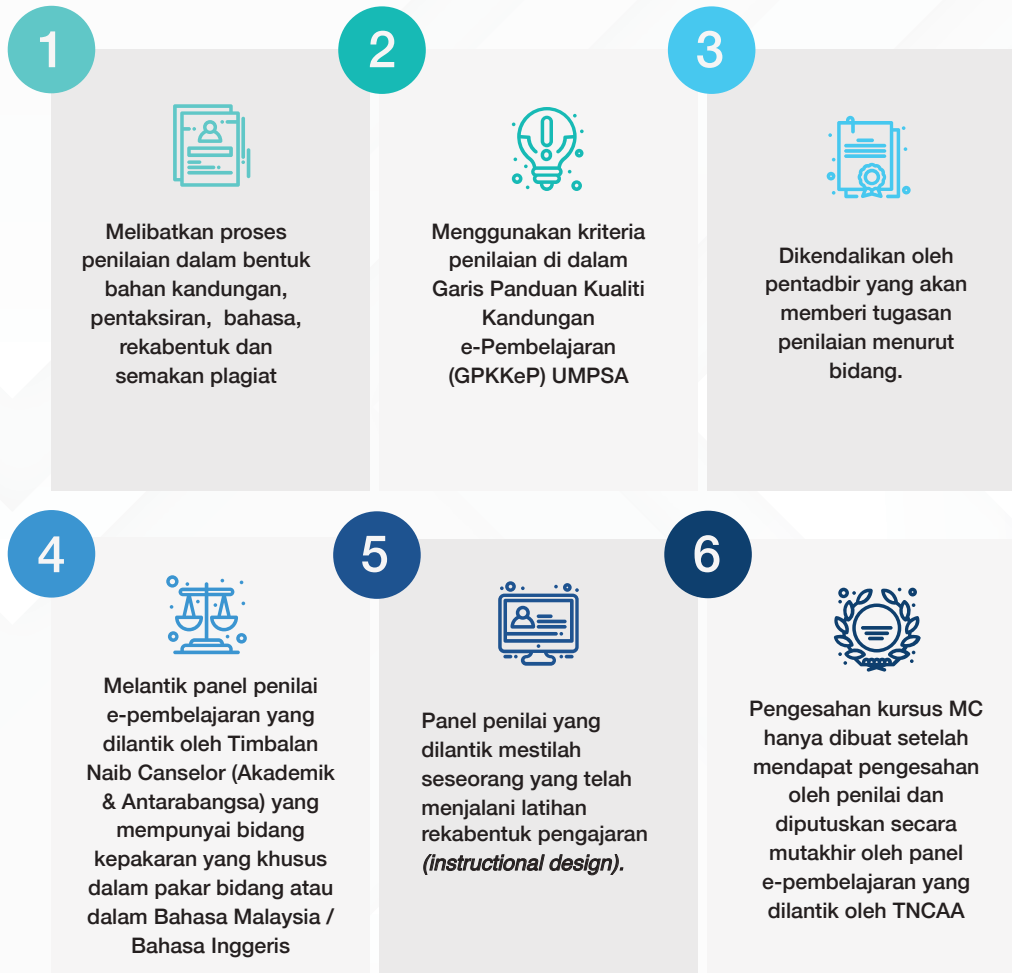 1
Melibatkan proses
penilaian dalam bentuk
bahan kandungan,
pentaksiran, bahasa,
rekabentuk dan
semakan plagiat
2
Menggunakan kriteria
penilaian di dalam
Garis Panduan Kualiti
Kandungan
e-Pembelajaran
(GPKKeP) UMPSA
3
Dikendalikan oleh
pentadbir yang akan
memberi tugasan
penilaian menurut
bidang.
4
Melantik panel penilai
e-pembelajaran yang
dilantik oleh Timbalan
Naib Canselor (Akademik
& Antarabangsa) yang
mempunyai bidang
kepakaran yang khusus
dalam pakar bidang atau
dalam Bahasa Malaysia /
Bahasa Inggeris
5
Panel penilai yang
dilantik mestilah
seseorang yang telah
menjalani latihan
rekabentuk pengajaran
(instructional design).
6
Pengesahan kursus MC
hanya dibuat setelah
mendapat pengesahan
oleh penilai dan
diputuskan secara
mutakhir oleh panel
e-pembelajaran yang
dilantik oleh TNCAA